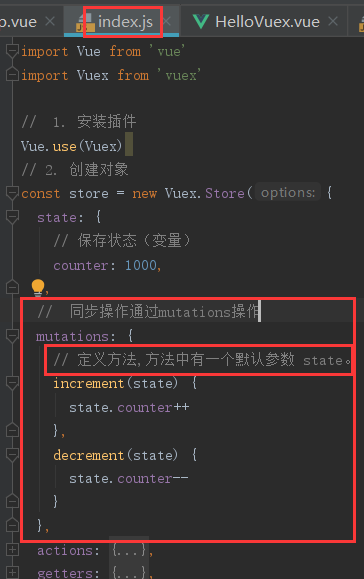 p.vue
index.js
HelloVuex.vue
import Vue from 'vue'
import Vuex from 'vuex'
// 1. 安装插件
Vue.use(Vuex)
// 2. 创建对象
const store = new Vuex.Store( options: {
state: {
// 保存状态（变量）
counter: 1000,
,
// 同步操作通过mutations操作
mutations: {
// 定义方法,方法中有一个默认参数 state。
increment(state) {
state.counter++
},
decrement(state) {
state.counter--
}
},
actions: {...},
getters: {...},